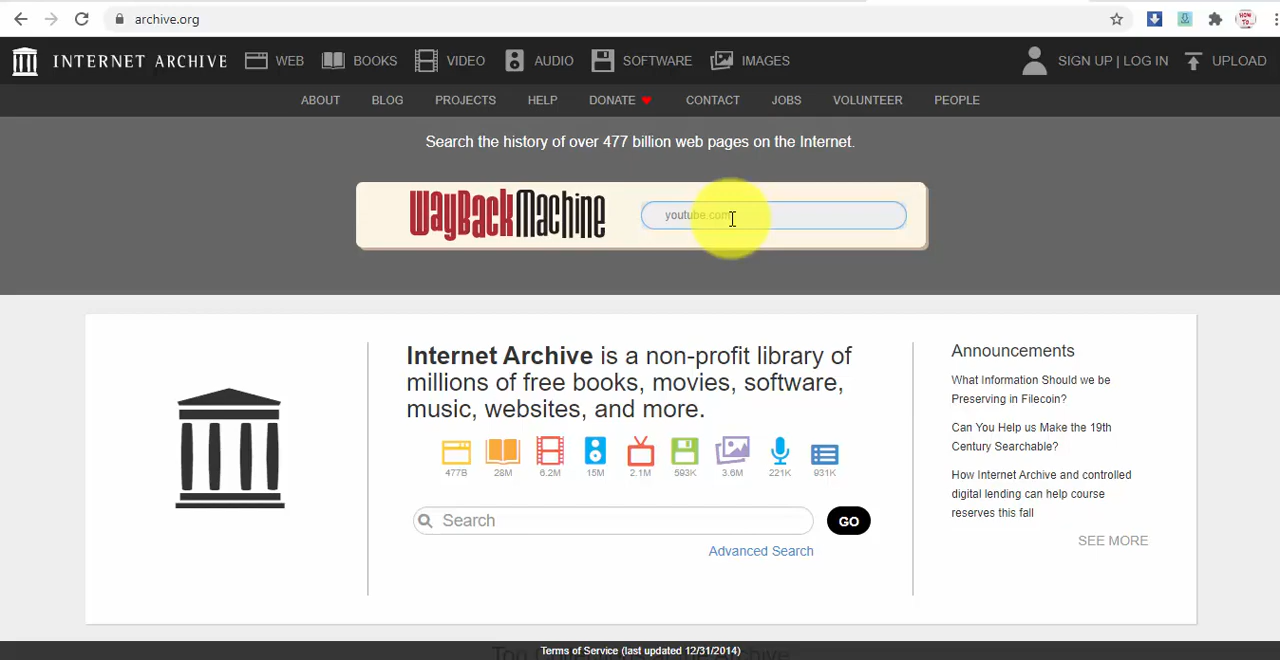 archive.org
INTERNET ARCHIVE WEB BOOKS VIDEO AUDIO SOFTWARE IMAGES SIGN UP | LOG IN UPLOAD
ABOUT BLOG PROJECTS HELP DONATE CONTACT JOBS VOLUNTEER PEOPLE
Search the history of over 477 billion web pages on the Internet.
WayBackMachine youtube.com
Internet Archive is a non-profit library of
millions of free books, movies, software,
music, websites, and more.
477B 28M 6.2M 15M 2.1M 593K 3.6M 221K 931K
Search GO
Advanced Search
Announcements
What Information Should we be
Preserving in Filecoin?
Can You Help us Make the 19th
Century Searchable?
How Internet Archive and controlled
digital lending can help course
reserves this fall
SEE MORE
Terms of Service (last updated 12/31/2014)